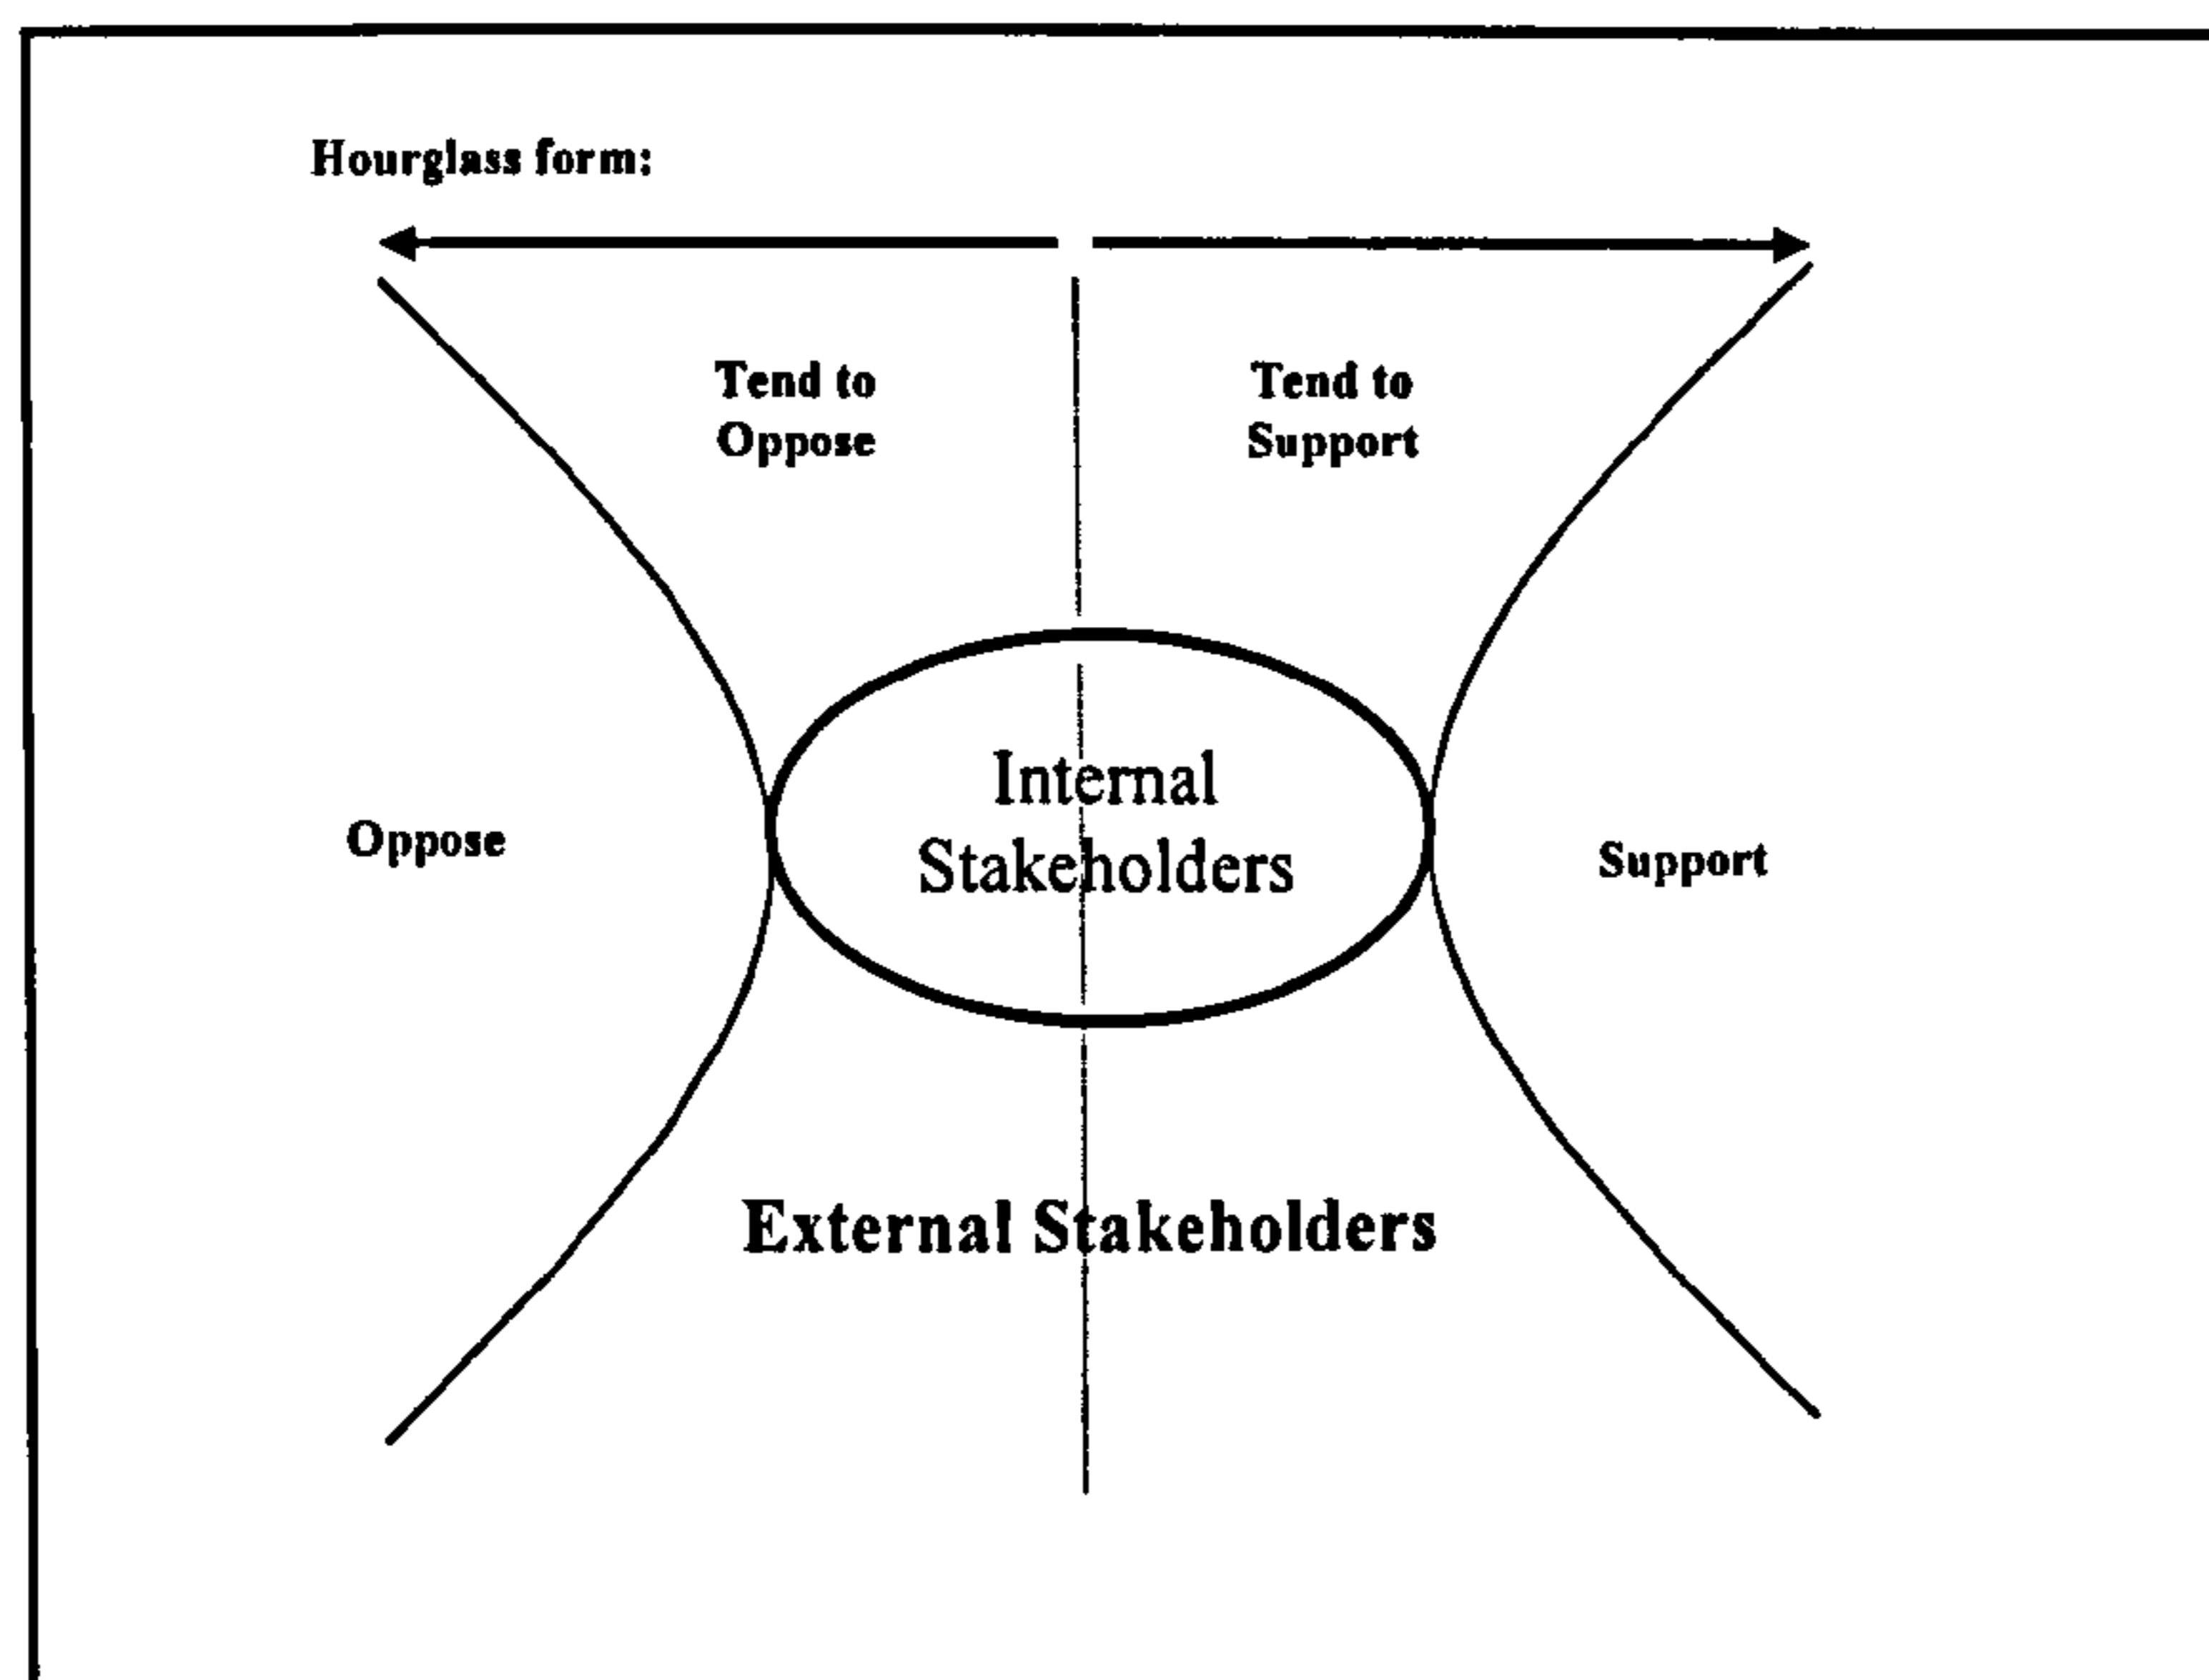 Hourglass form:
Tend to
Oppose
Tend to
Support
Internal
Stakeholders
Oppose
Support
External Stakeholders